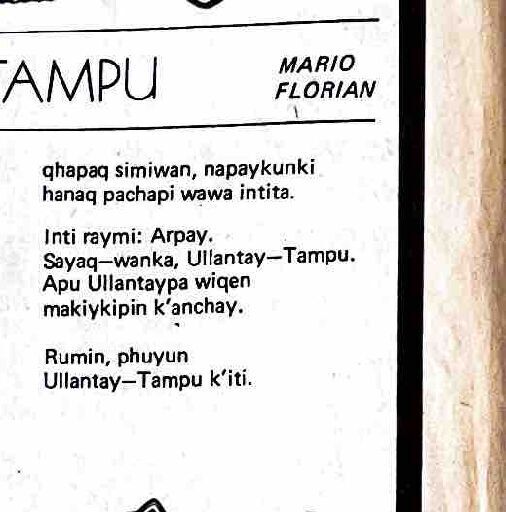 TAMPU
MARIO
FLORIAN
qhapaq simiwan, napaykunki
hanaq pachapi wawa intita.
Inti raymi: Arpay.
Sayaq—wanka, Ullantay—Tampu.
Apu Ullantaypa wiqen
makiykipin k'anchay.
Rumin, phuyun
Ullantay—Tampu k'iti.